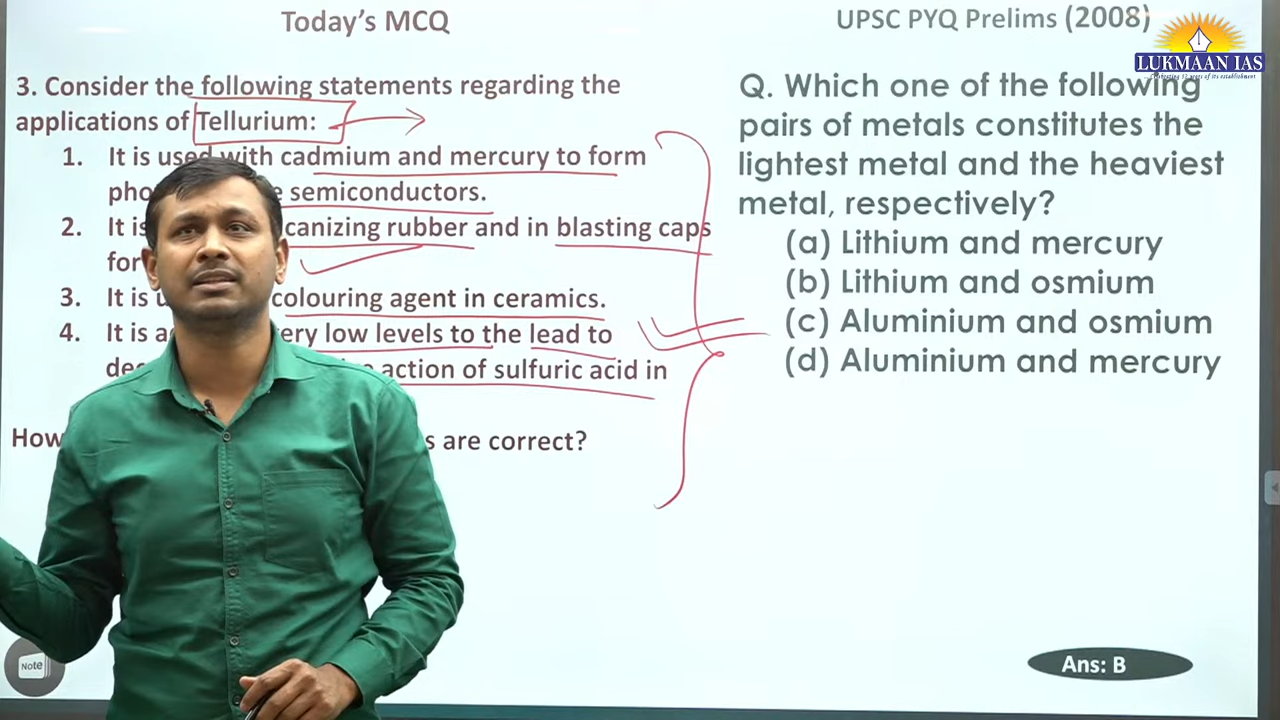 Today's MCQ
3. Consider the following statements regarding the
applications of Tellurium:
1. It is used with cadmium and mercury to form
semiconductors.
2. It is rubber and in blasting caps
for
3. It is colouring agent in ceramics.
4. It is low levels to the lead to
action of sulfuric acid in
How are correct?
UPSC PYQ Prelims (2008)
LUKMAAN IAS
Q. Which one of the following
pairs of metals constitutes the
lightest metal and the heaviest
metal, respectively?
(a) Lithium and mercury
(b) Lithium and osmium
(c) Aluminium and osmium
(d) Aluminium and mercury
Note
Ans: B